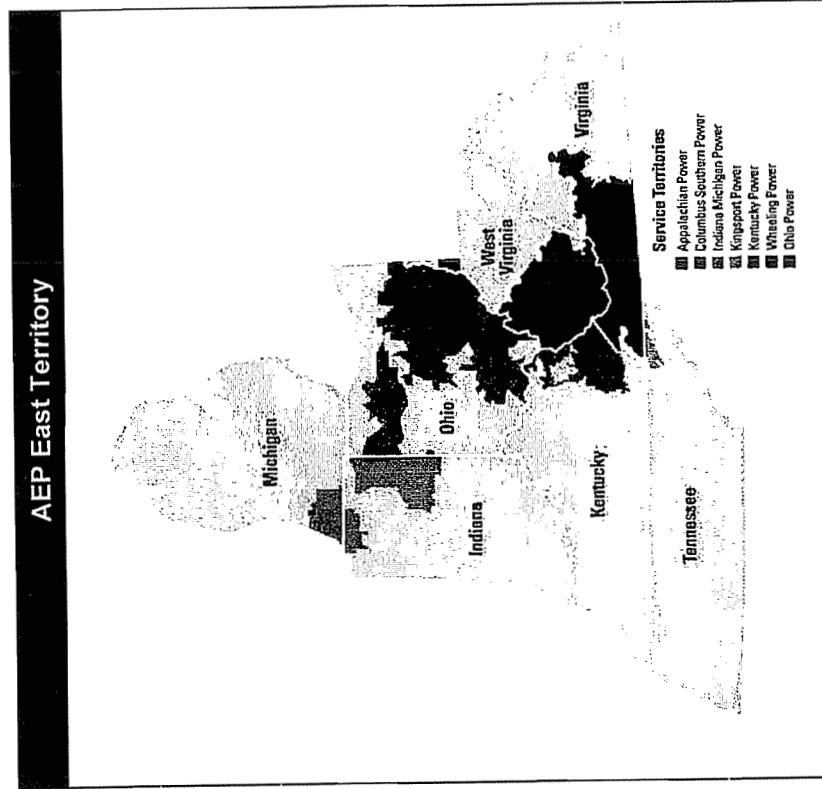 AEP East Territory
Michigan
Ohio
Indiana
West
Virginia
Virginia
Kentucky
Tennessee
Service Territories
Appalachian Power
Columbus Southern Power
Indiana Michigan Power
Kingsport Power
Kentucky Power
Wheeling Power
Ohio Power